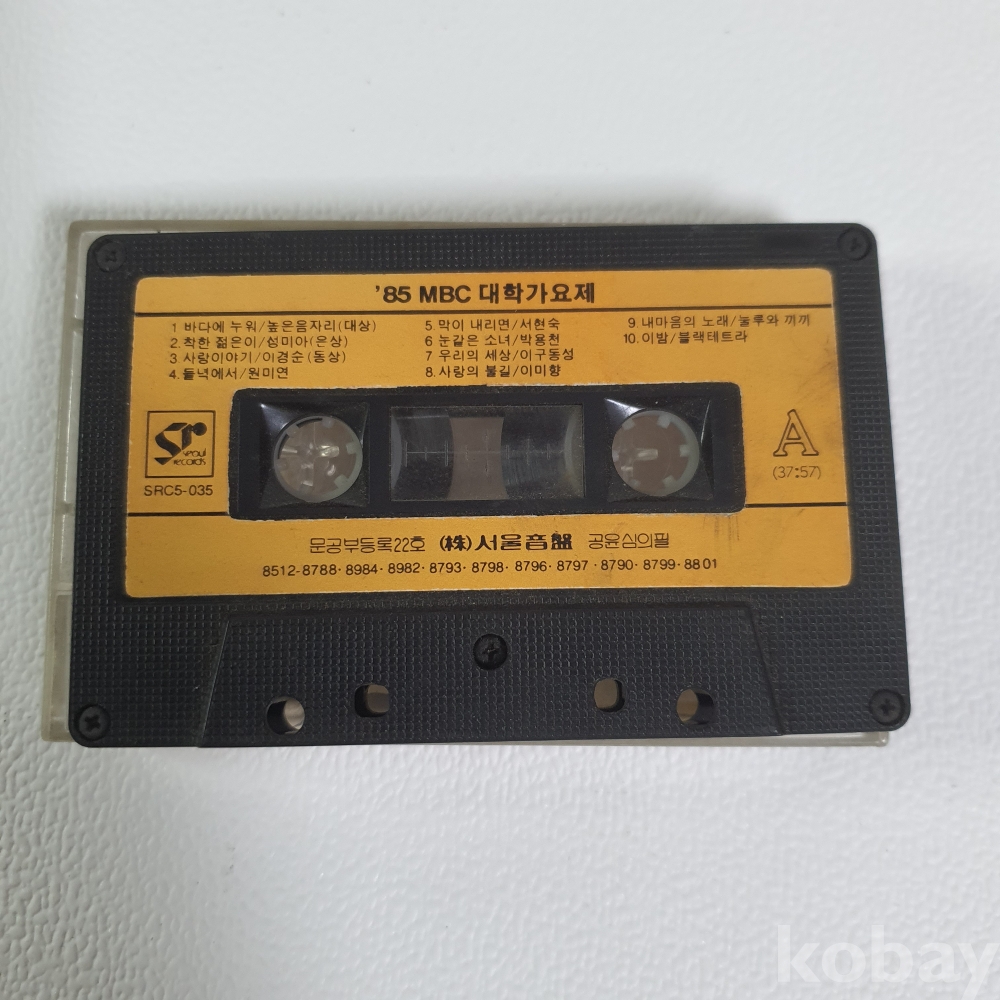 '85 MBC 대학가요제
1 바다에 누워/높은음자리(대상)
2. 착한 젊은이/성미아(은상)
3 사랑이야기/이경순(동상)
4. 들녘에서/원미연
5. 막이 내리면/서현숙
6 눈같은 소녀/박용천
7 우리의 세상/이구동성
8. 사랑의 불길/이미향
9. 내마음의 노래/눌루와 끼끼
10. 이밤/블랙테트라
Sr
seoul
records
SRC5-035
A
(37:57)
문공부등록22호 (株)서울音盤 공윤심의필
8512-8788·8984·8982·8793·8798·8796·8797·8790·8799·8801
kobay